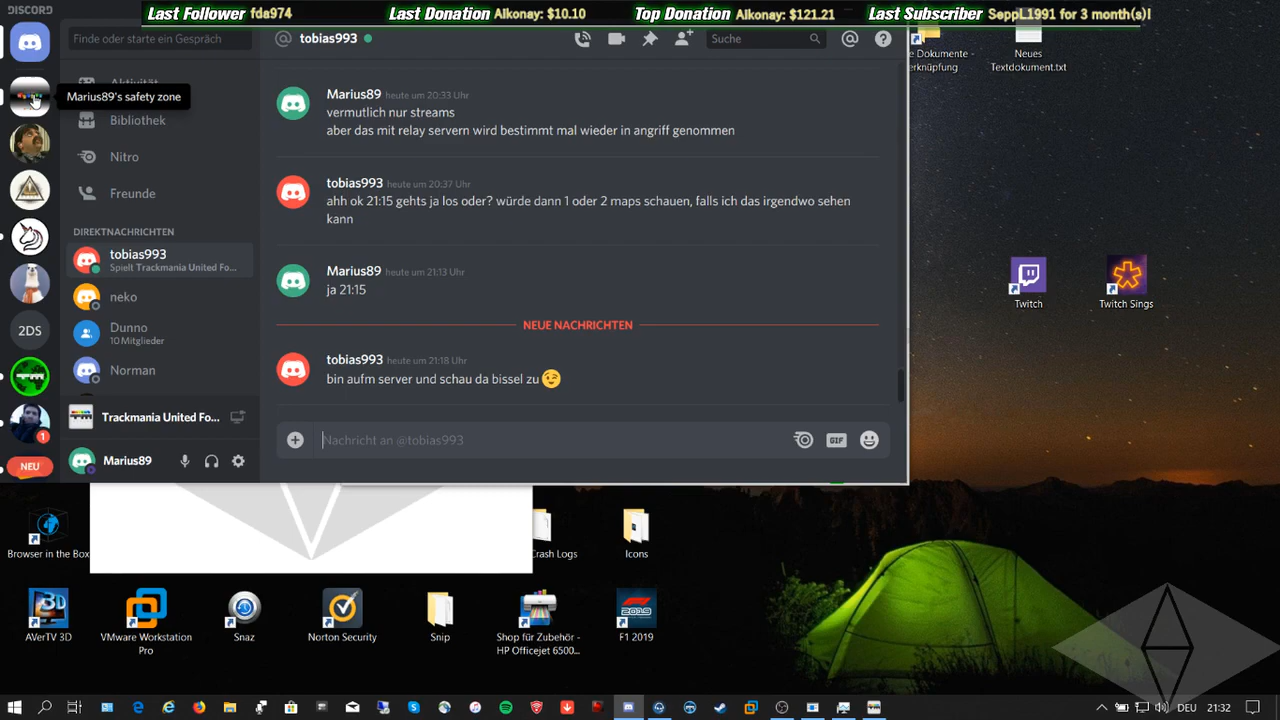 DISCORD
Last Follower fda974
Last Donation Alkonay: $10.10
Top Donation Alkonay: $121.21
Last Subscriber SeppL1991 for 3 month(s)!
Finde oder starte ein Gespräch
@ tobias993
Suche
Marius89's safety zone
Aktivität
Bibliothek
Nitro
Freunde
DIREKTNACHRICHTEN
tobias993
Spielt Trackmania United Fo...
neko
Dunno
10 Mitglieder
Norman
2DS
1
NEU
Trackmania United Fo...
Marius89
Marius89 heute um 20:33 Uhr
vermutlich nur streams
aber das mit relay servern wird bestimmt mal wieder in angriff genommen
tobias993 heute um 20:37 Uhr
ahh ok 21:15 gehts ja los oder? würde dann 1 oder 2 maps schauen, falls ich das irgendwo sehen
kann
Marius89 heute um 21:13 Uhr
ja 21:15
NEUE NACHRICHTEN
tobias993 heute um 21:18 Uhr
bin aufm server und schau da bissel zu
Nachricht an @tobias993
GIF
e Dokumente -
erknüpfung
Neues
Textdokument.txt
Twitch
Twitch Sings
Browser in the Box
Crash Logs
Icons
AVerTV 3D
VMware Workstation
Pro
Snaz
Norton Security
Snip
Shop für Zubehör -
HP Officejet 6500...
F1 2019
2019
DEU
21:32